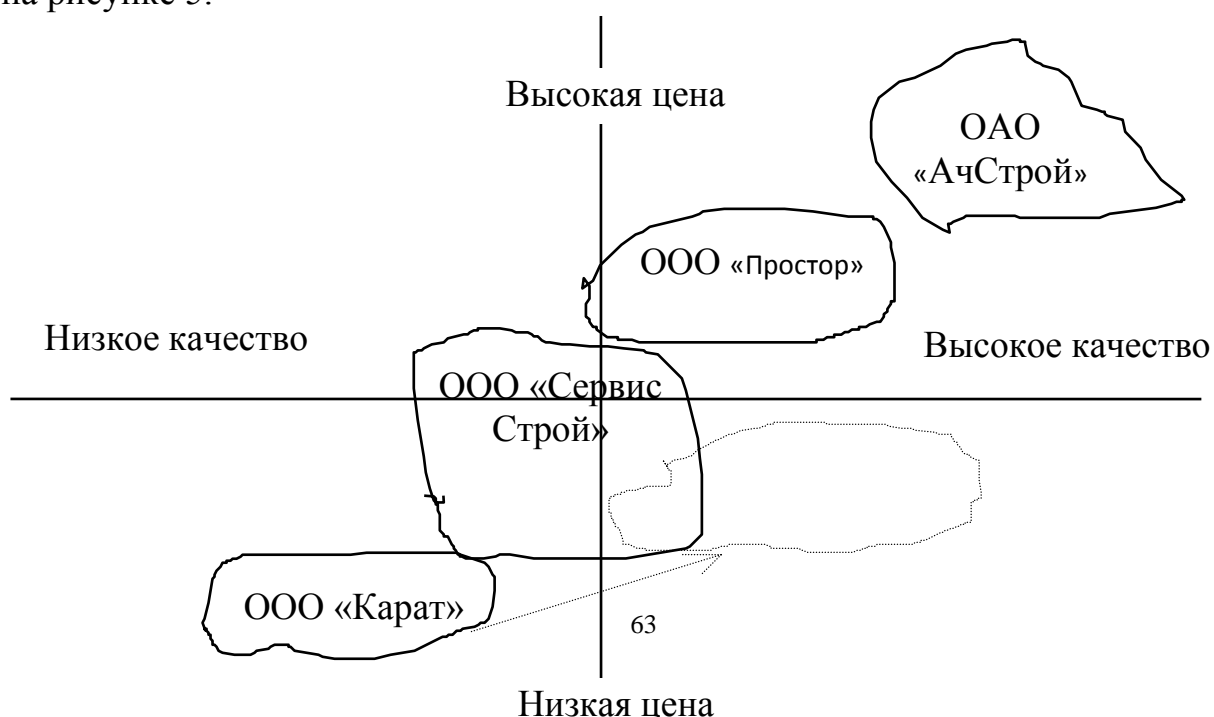 на рисунке 3.
Высокая цена
ОАО
«АчСтрой»
ООО «Простор»
Низкое качество
Высокое качество
ООО «Сервис
Строй»
ООО «Карат»
63
Низкая цена